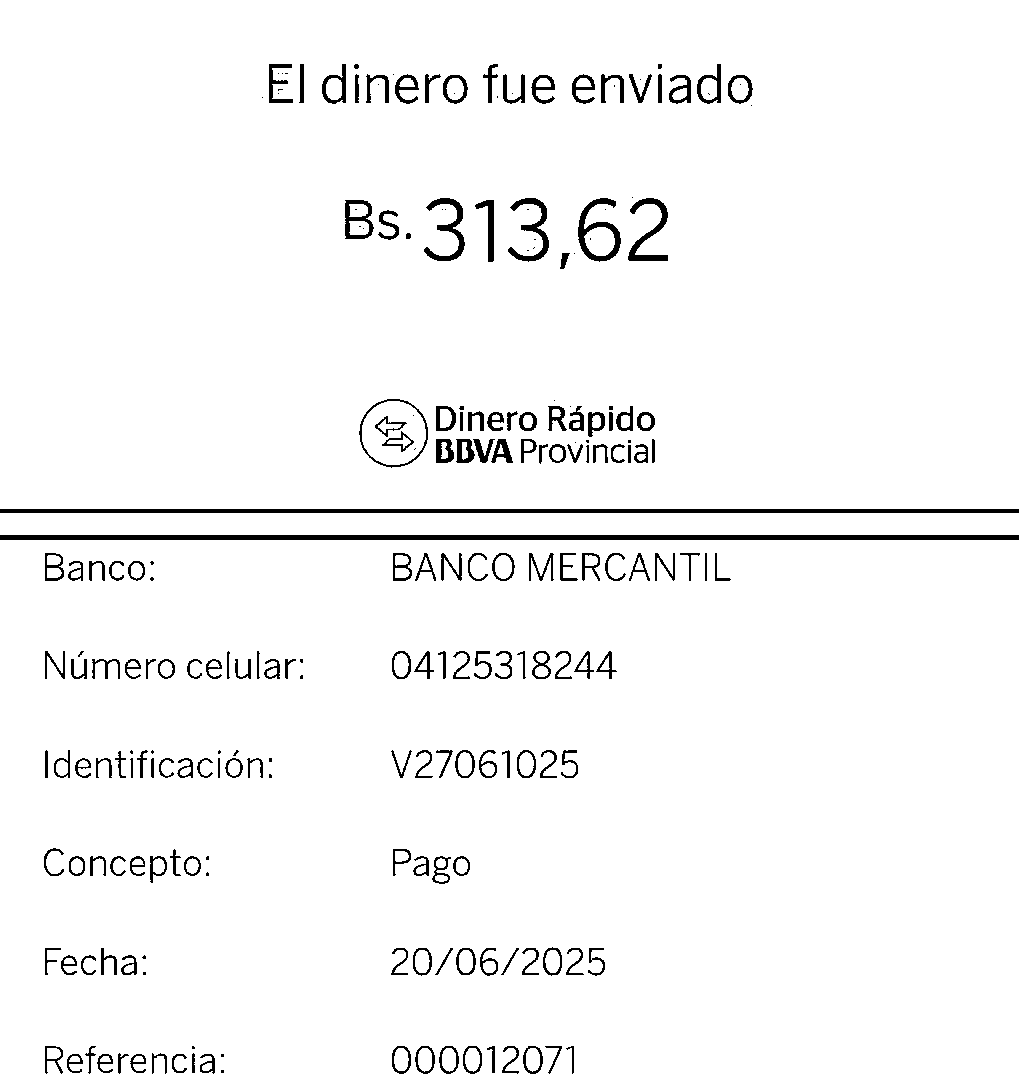 El dinero fue enviado
Bs. 313,62
Dinero Rápido
BBVA Provincial
Banco: BANCO MERCANTIL
Número celular: 04125318244
Identificación: V27061025
Concepto: Pago
Fecha: 20/06/2025
Referencia: 000012071